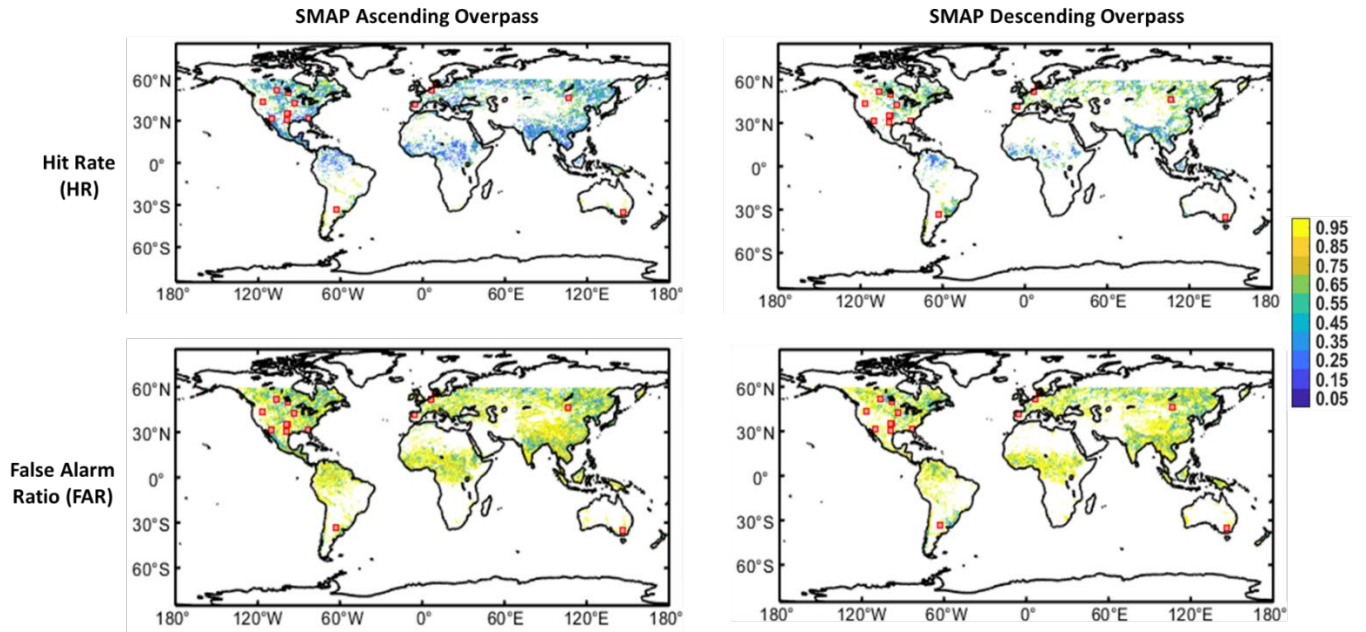 SMAP Ascending Overpass
SMAP Descending Overpass
Hit Rate
(HR)
60°N
30°N
0°
30°S
60°S
180°
120°W
60°W
0°
60°E
120°E
180°
60°N
30°N
0°
30°S
60°S
180°
120°W
60°W
0°
60°E
120°E
180
False Alarm
Ratio (FAR)
60°N
30°N
0°
30°S
60°S
180°
120°W
60°W
0°
60°E
120°E
180°
60°N
30°N
0°
30°S
60°S
180°
120°W
60°W
0°
60°E
120°E
180°
0.95
0.85
0.75
0.65
0.55
0.45
0.35
0.25
0.15
0.05